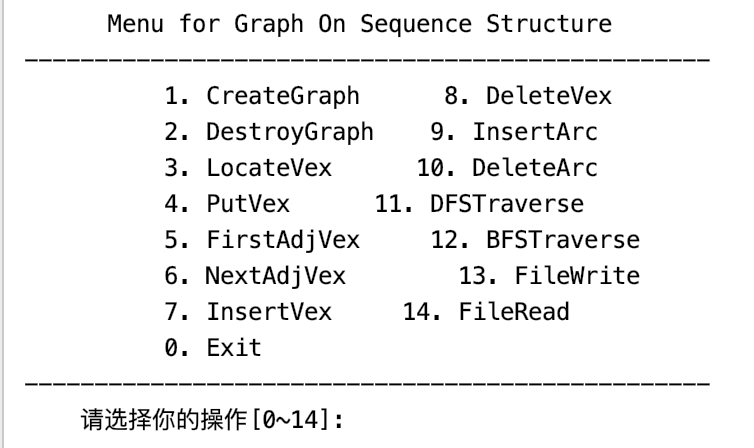 Menu for Graph On Sequence Structure
-------------------------------------------------
1. CreateGraph 8. DeleteVex
2. DestroyGraph 9. InsertArc
3. LocateVex 10. DeleteArc
4. PutVex 11. DFSTraverse
5. FirstAdjVex 12. BFSTraverse
6. NextAdjVex 13. FileWrite
7. InsertVex 14. FileRead
0. Exit
-------------------------------------------------
请选择你的操作[0~14]: